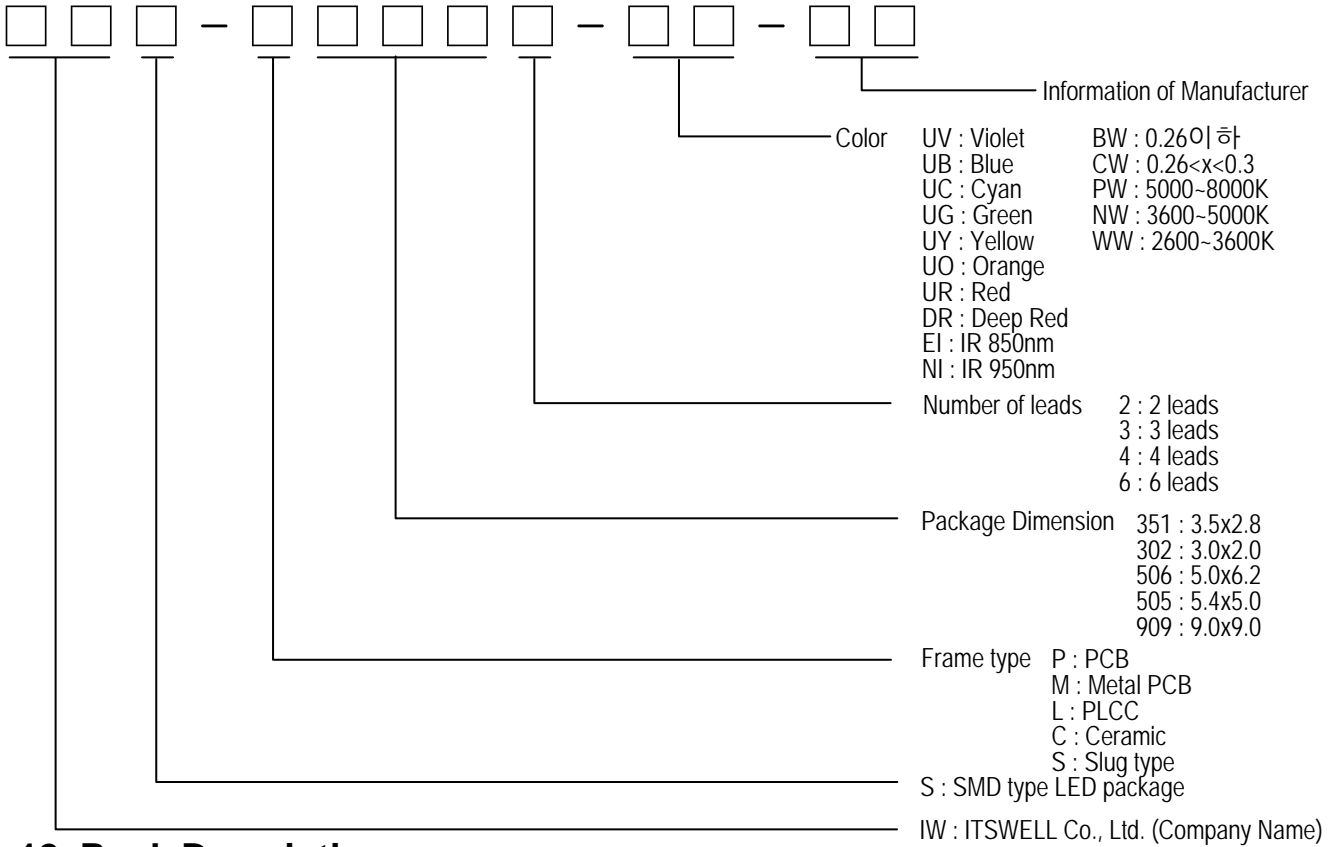 Information of Manufacturer
Color
UV : Violet
UB : Blue
UC : Cyan
UG : Green
UY : Yellow
UO : Orange
UR : Red
DR : Deep Red
EI : IR 850nm
NI : IR 950nm
BW : 0.26이하
CW : 0.26<x<0.3
PW : 5000~8000K
NW : 3600~5000K
WW : 2600~3600K
Number of leads
2 : 2 leads
3 : 3 leads
4 : 4 leads
6 : 6 leads
Package Dimension
351 : 3.5x2.8
302 : 3.0x2.0
506 : 5.0x6.2
505 : 5.4x5.0
909 : 9.0x9.0
Frame type
P : PCB
M : Metal PCB
L : PLCC
C : Ceramic
S : Slug type
S : SMD type LED package
IW : ITSWELL Co., Ltd. (Company Name)